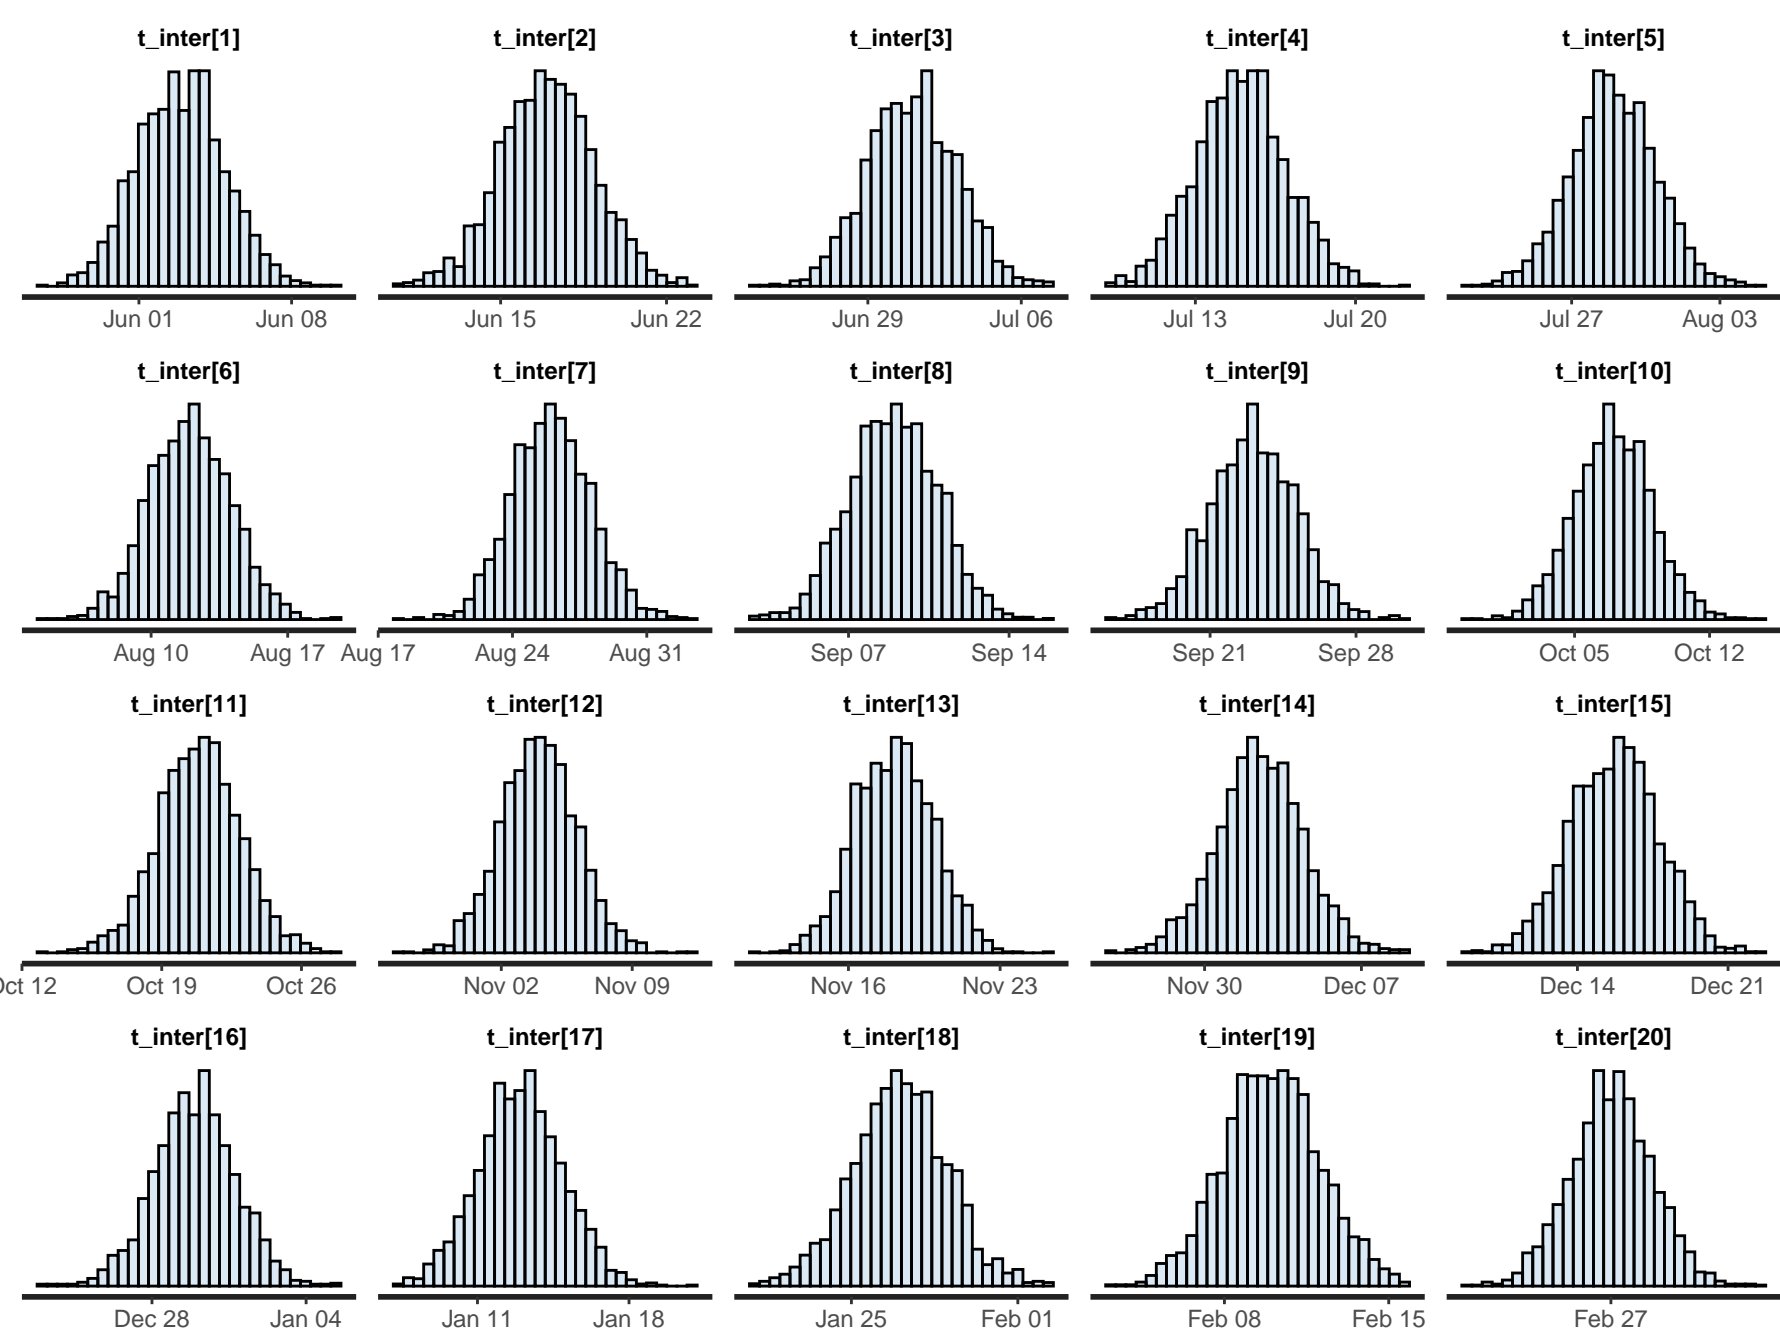 t_inter[1] t_inter[2] t_inter[3] t_inter[4] t_inter[5]
Jun 01 Jun 08 Jun 15 Jun 22 Jun 29 Jul 06 Jul 13 Jul 20 Jul 27 Aug 03
t_inter[6] t_inter[7] t_inter[8] t_inter[9] t_inter[10]
Aug 10 Aug 17 Aug 17 Aug 24 Aug 31 Sep 07 Sep 14 Sep 21 Sep 28 Oct 05 Oct 12
t_inter[11] t_inter[12] t_inter[13] t_inter[14] t_inter[15]
Oct 12 Oct 19 Oct 26 Nov 02 Nov 09 Nov 16 Nov 23 Nov 30 Dec 07 Dec 14 Dec 21
t_inter[16] t_inter[17] t_inter[18] t_inter[19] t_inter[20]
Dec 28 Jan 04 Jan 11 Jan 18 Jan 25 Feb 01 Feb 08 Feb 15 Feb 27